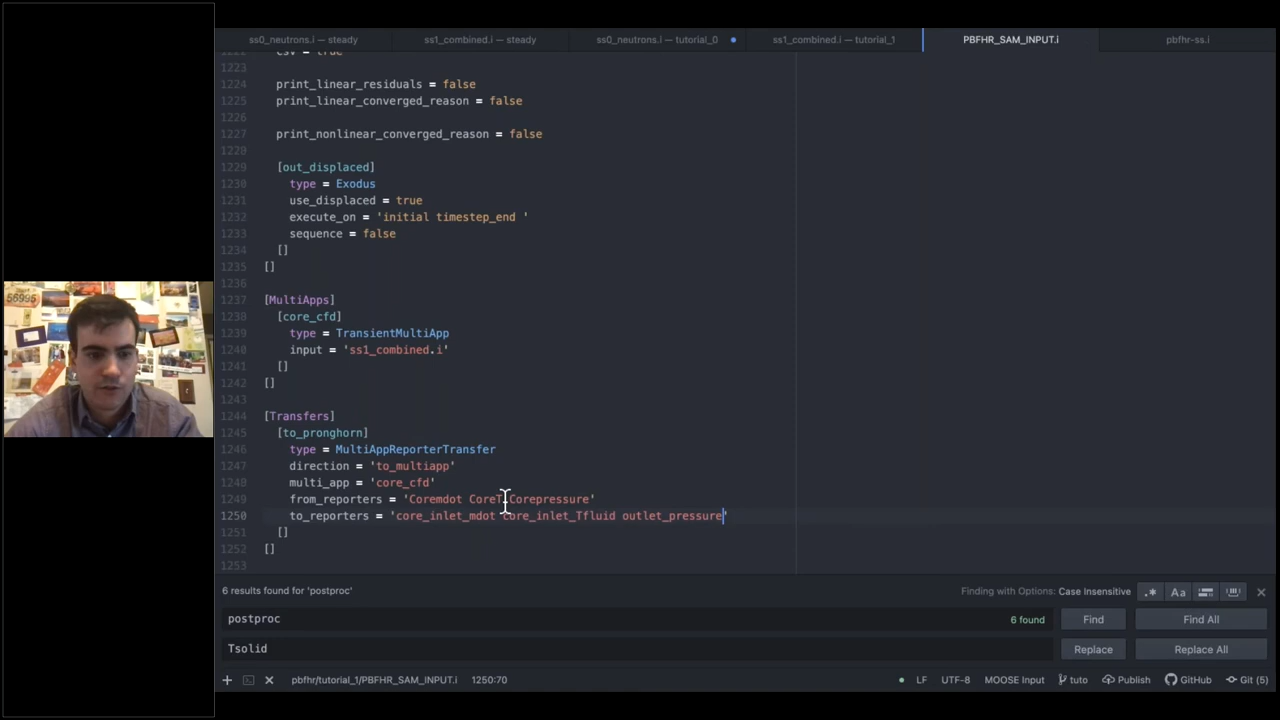 ss0_neutrons.i — steady
ss1_combined.i — steady
ss0_neutrons.i — tutorial_0
ss1_combined.i — tutorial_1
PBFHR_SAM_INPUT.i
pbfhr-ss.i
csv = true
1223
1224 print_linear_residuals = false
1225 print_linear_converged_reason = false
1226
1227 print_nonlinear_converged_reason = false
1228
1229 [out_displaced]
1230 type = Exodus
1231 use_displaced = true
1232 execute_on = 'initial timestep_end '
1233 sequence = false
1234 []
1235 []
1236
1237 [MultiApps]
1238 [core_cfd]
1239 type = TransientMultiApp
1240 input = 'ss1_combined.i'
1241 []
1242 []
1243
1244 [Transfers]
1245 [to_pronghorn]
1246 type = MultiAppReporterTransfer
1247 direction = 'to_multiapp'
1248 multi_app = 'core_cfd'
1249 from_reporters = 'Coremdot CoreT Corepressure'
1250 to_reporters = 'core_inlet_mdot core_inlet_Tfluid outlet_pressure'
1251 []
1252 []
1253
6 results found for 'postproc'
Finding with Options: Case Insensitive
.* Aa
postproc
6 found
Find
Find All
Tsolid
Replace
Replace All
pbfhr/tutorial_1/PBFHR_SAM_INPUT.i 1250:70
LF UTF-8 MOOSE Input tuto Publish GitHub Git (5)
56995